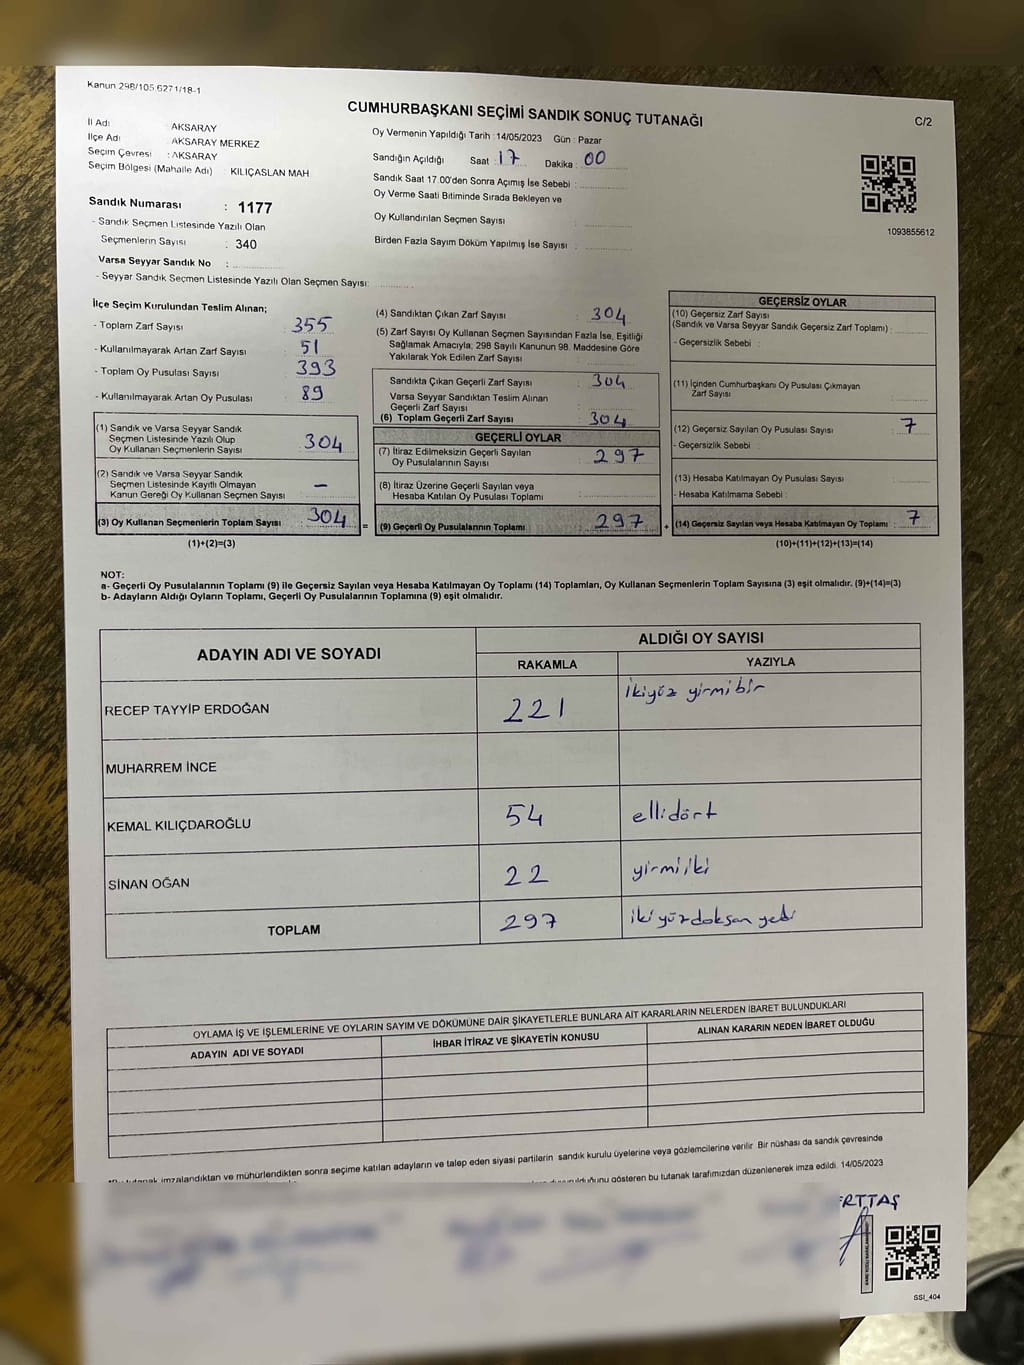 Kanun.298/105.6271/18-1
CUMHURBAŞKANI SEÇİMİ SANDIK SONUÇ TUTANAĞI
C/2
İl Adı : AKSARAY
İlçe Adı : AKSARAY MERKEZ
Seçim Çevresi : AKSARAY
Seçim Bölgesi (Mahalle Adı) : KILIÇASLAN MAH
Oy Vermenin Yapıldığı Tarih : 14/05/2023 Gün : Pazar
Sandığın Açıldığı Saat : 17 Dakika : 00
Sandık Saat 17.00'den Sonra Açımış İse Sebebi :
Oy Verme Saati Bitiminde Sırada Bekleyen ve
Oy Kullandırılan Seçmen Sayısı :
Birden Fazla Sayım Döküm Yapılmış İse Sayısı :
1093855612
Sandık Numarası : 1177
- Sandık Seçmen Listesinde Yazılı Olan
Seçmenlerin Sayısı : 340
Varsa Seyyar Sandık No :
- Seyyar Sandık Seçmen Listesinde Yazılı Olan Seçmen Sayısı:
İlçe Seçim Kurulundan Teslim Alınan;
- Toplam Zarf Sayısı : 355
- Kullanılmayarak Artan Zarf Sayısı : 51
- Toplam Oy Pusulası Sayısı : 393
- Kullanılmayarak Artan Oy Pusulası : 89
(1) Sandık ve Varsa Seyyar Sandık
Seçmen Listesinde Yazılı Olup
Oy Kullanan Seçmenlerin Sayısı : 304
(2) Sandık ve Varsa Seyyar Sandık
Seçmen Listesinde Kayıtlı Olmayan
Kanun Gereği Oy Kullanan Seçmen Sayısı : –
(3) Oy Kullanan Seçmenlerin Toplam Sayısı : 304 =
(1)+(2)=(3)
(4) Sandıktan Çıkan Zarf Sayısı : 304
(5) Zarf Sayısı Oy Kullanan Seçmen Sayısından Fazla İse, Eşitliği
Sağlamak Amacıyla; 298 Sayılı Kanunun 98. Maddesine Göre
Yakılarak Yok Edilen Zarf Sayısı :
Sandıkta Çıkan Geçerli Zarf Sayısı : 304
Varsa Seyyar Sandıktan Teslim Alınan
Geçerli Zarf Sayısı :
(6) Toplam Geçerli Zarf Sayısı : 304
GEÇERLİ OYLAR
(7) İtiraz Edilmeksizin Geçerli Sayılan
Oy Pusulalarının Sayısı : 297
(8) İtiraz Üzerine Geçerli Sayılan veya
Hesaba Katılan Oy Pusulası Toplamı :
(9) Geçerli Oy Pusulalarının Toplamı : 297 +
GEÇERSİZ OYLAR
(10) Geçersiz Zarf Sayısı
(Sandık ve Varsa Seyyar Sandık Geçersiz Zarf Toplamı) :
- Geçersizlik Sebebi :
(11) İçinden Cumhurbaşkanı Oy Pusulası Çıkmayan
Zarf Sayısı :
(12) Geçersiz Sayılan Oy Pusulası Sayısı : 7
- Geçersizlik Sebebi :
(13) Hesaba Katılmayan Oy Pusulası Sayısı :
- Hesaba Katılmama Sebebi :
(14) Geçersiz Sayılan veya Hesaba Katılmayan Oy Toplamı : 7
(10)+(11)+(12)+(13)=(14)
NOT:
a- Geçerli Oy Pusulalarının Toplamı (9) ile Geçersiz Sayılan veya Hesaba Katılmayan Oy Toplamı (14) Toplamları, Oy Kullanan Seçmenlerin Toplam Sayısına (3) eşit olmalıdır. (9)+(14)=(3)
b- Adayların Aldığı Oyların Toplamı, Geçerli Oy Pusulalarının Toplamına (9) eşit olmalıdır.
ADAYIN ADI VE SOYADI ALDIĞI OY SAYISI
RAKAMLA YAZIYLA
RECEP TAYYİP ERDOĞAN 221 ikiyüz yirmibir
MUHARREM İNCE
KEMAL KILIÇDAROĞLU 54 ellidört
SİNAN OĞAN 22 yirmiiki
TOPLAM 297 ikiyüzdoksan yedi
OYLAMA İŞ VE İŞLEMLERİNE VE OYLARIN SAYIM VE DÖKÜMÜNE DAİR ŞİKAYETLERLE BUNLARA AİT KARARLARIN NELERDEN İBARET BULUNDUKLARI
ADAYIN ADI VE SOYADI İHBAR İTİRAZ VE ŞİKAYETİN KONUSU ALINAN KARARIN NEDEN İBARET OLDUĞU
tutanak imzalandıktan ve mühürlendikten sonra seçime katılan adayların ve talep eden siyasi partilerin sandık kurulu üyelerine veya gözlemcilerine verilir Bir nüshası da sandık çevresinde
gösteren bu tutanak tarafımızdan düzenlenerek imza edildi. 14/05/2023
RTTAŞ
SSİ_404